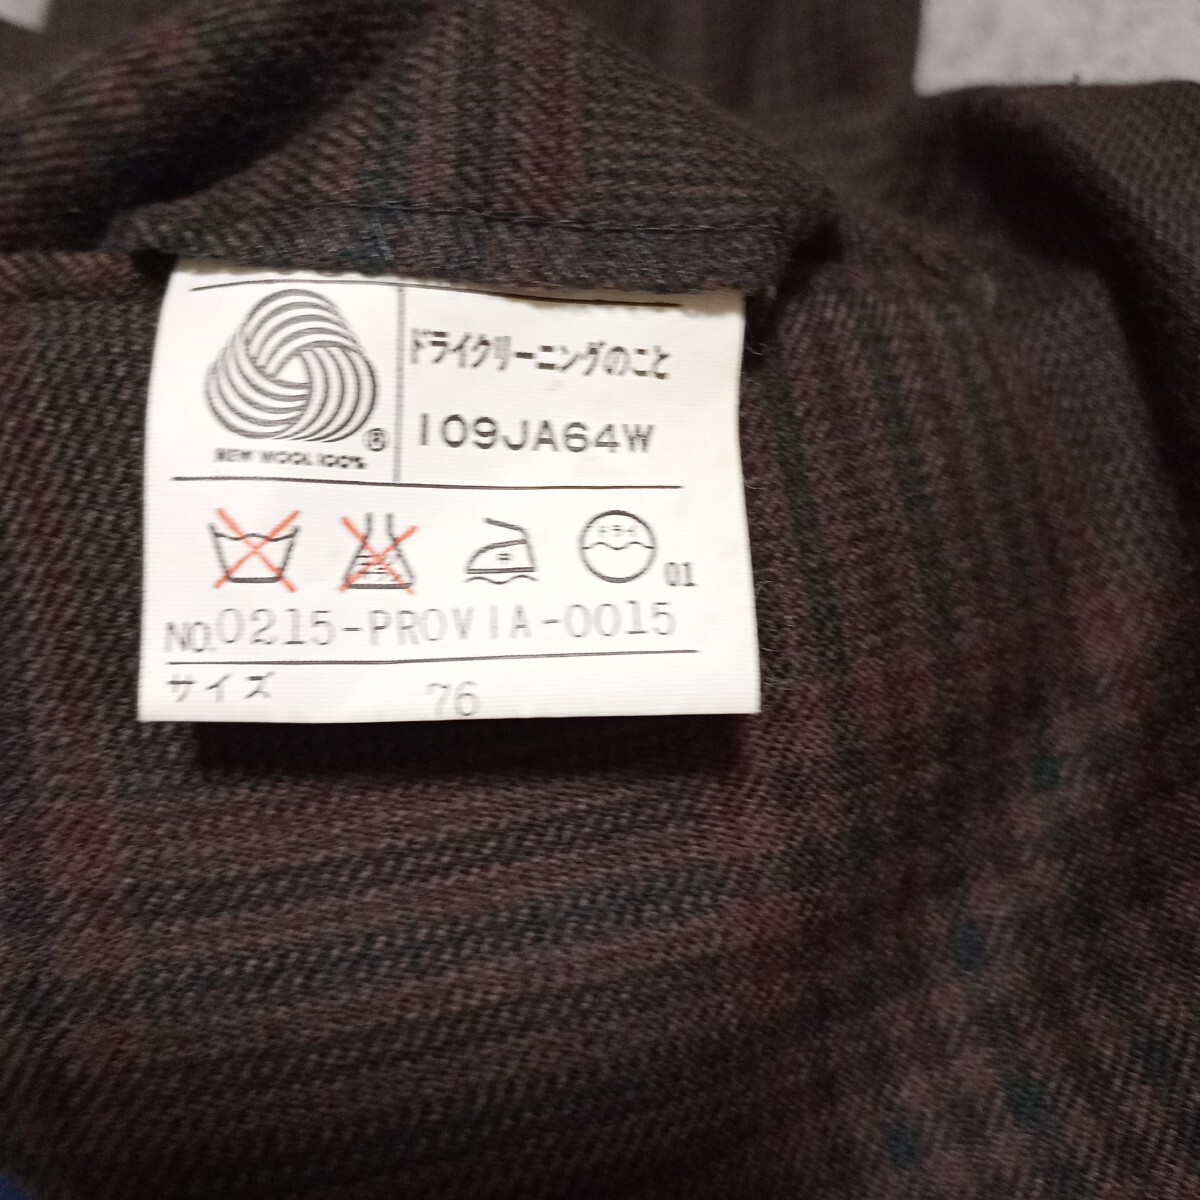 ドライクリーニングのこと
109JA64W
NEW WOOL 100%
ドライ
01
NO.0215-PROVIA-0015
サイズ 76